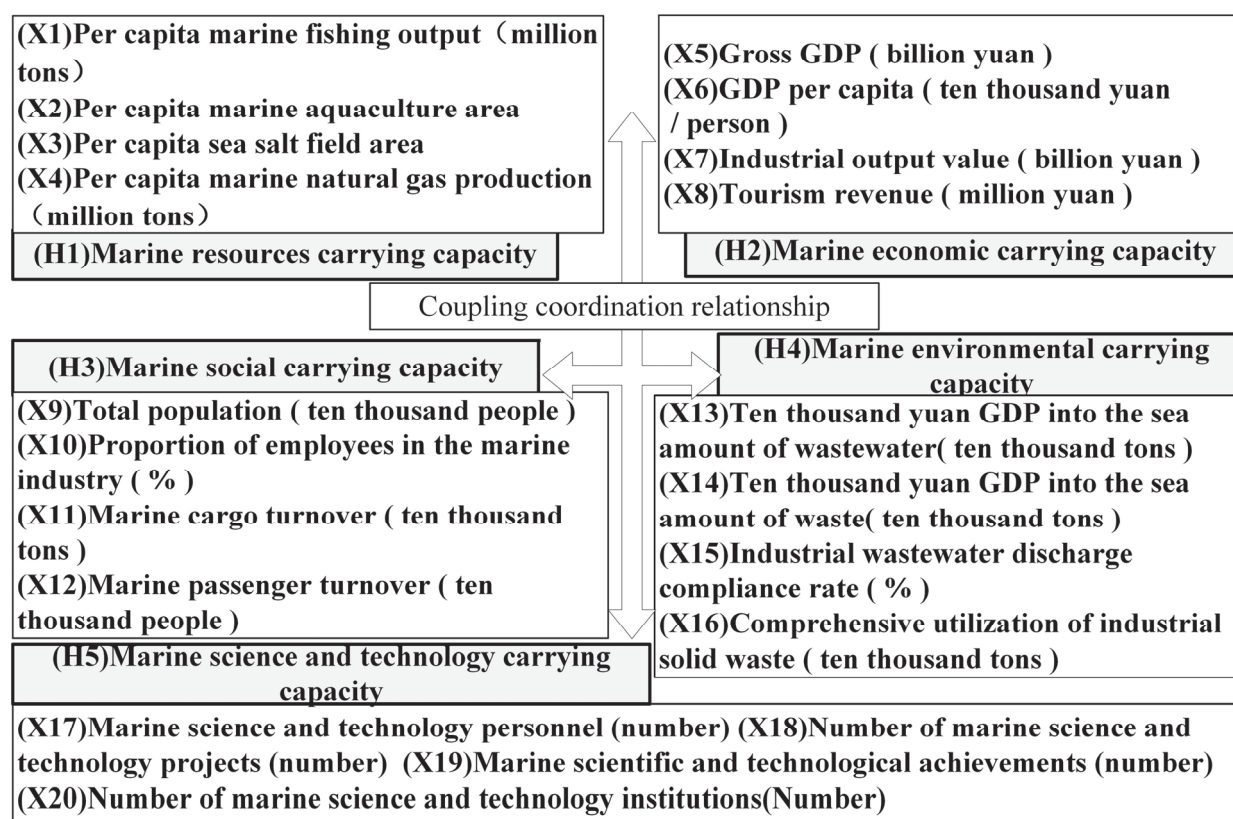 (X1)Per capita marine fishing output（million
tons）
(X2)Per capita marine aquaculture area
(X3)Per capita sea salt field area
(X4)Per capita marine natural gas production
（million tons）
(H1)Marine resources carrying capacity
(X5)Gross GDP ( billion yuan )
(X6)GDP per capita ( ten thousand yuan
/ person )
(X7)Industrial output value ( billion yuan )
(X8)Tourism revenue ( million yuan )
(H2)Marine economic carrying capacity
Coupling coordination relationship
(H3)Marine social carrying capacity
(X9)Total population ( ten thousand people )
(X10)Proportion of employees in the marine
industry ( % )
(X11)Marine cargo turnover ( ten thousand
tons )
(X12)Marine passenger turnover ( ten
thousand people )
(H4)Marine environmental carrying
capacity
(X13)Ten thousand yuan GDP into the sea
amount of wastewater( ten thousand tons )
(X14)Ten thousand yuan GDP into the sea
amount of waste( ten thousand tons )
(X15)Industrial wastewater discharge
compliance rate ( % )
(X16)Comprehensive utilization of industrial
solid waste ( ten thousand tons )
(H5)Marine science and technology carrying
capacity
(X17)Marine science and technology personnel (number) (X18)Number of marine science and
technology projects (number) (X19)Marine scientific and technological achievements (number)
(X20)Number of marine science and technology institutions(Number)